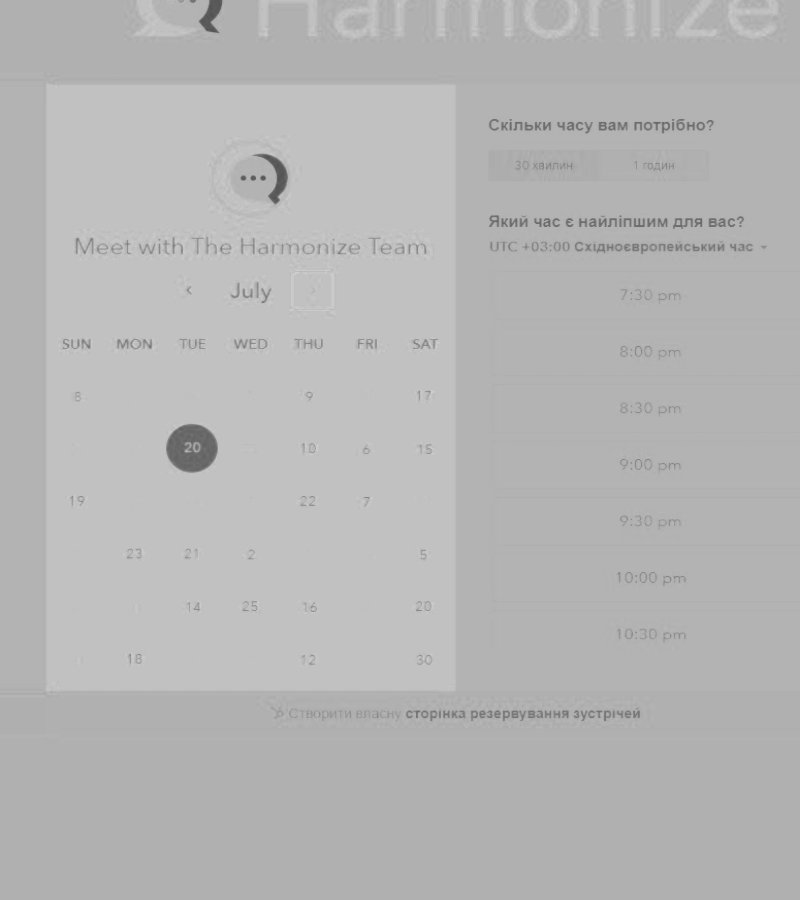 Harmonize
Скільки часу вам потрібно?
30 хвилин
1 годин
Який час є найліпшим для вас?
UTC +03:00 Східноєвропейський час
Meet with The Harmonize Team
July
SUN MON TUE WED THU FRI SAT
8 9 17
20 10 6 15
19 22 7
23 21 2 5
14 25 16 20
18 12 30
7:30 pm
8:00 pm
8:30 pm
9:00 pm
9:30 pm
10:00 pm
10:30 pm
Створити власну сторінка резервування зустрічей